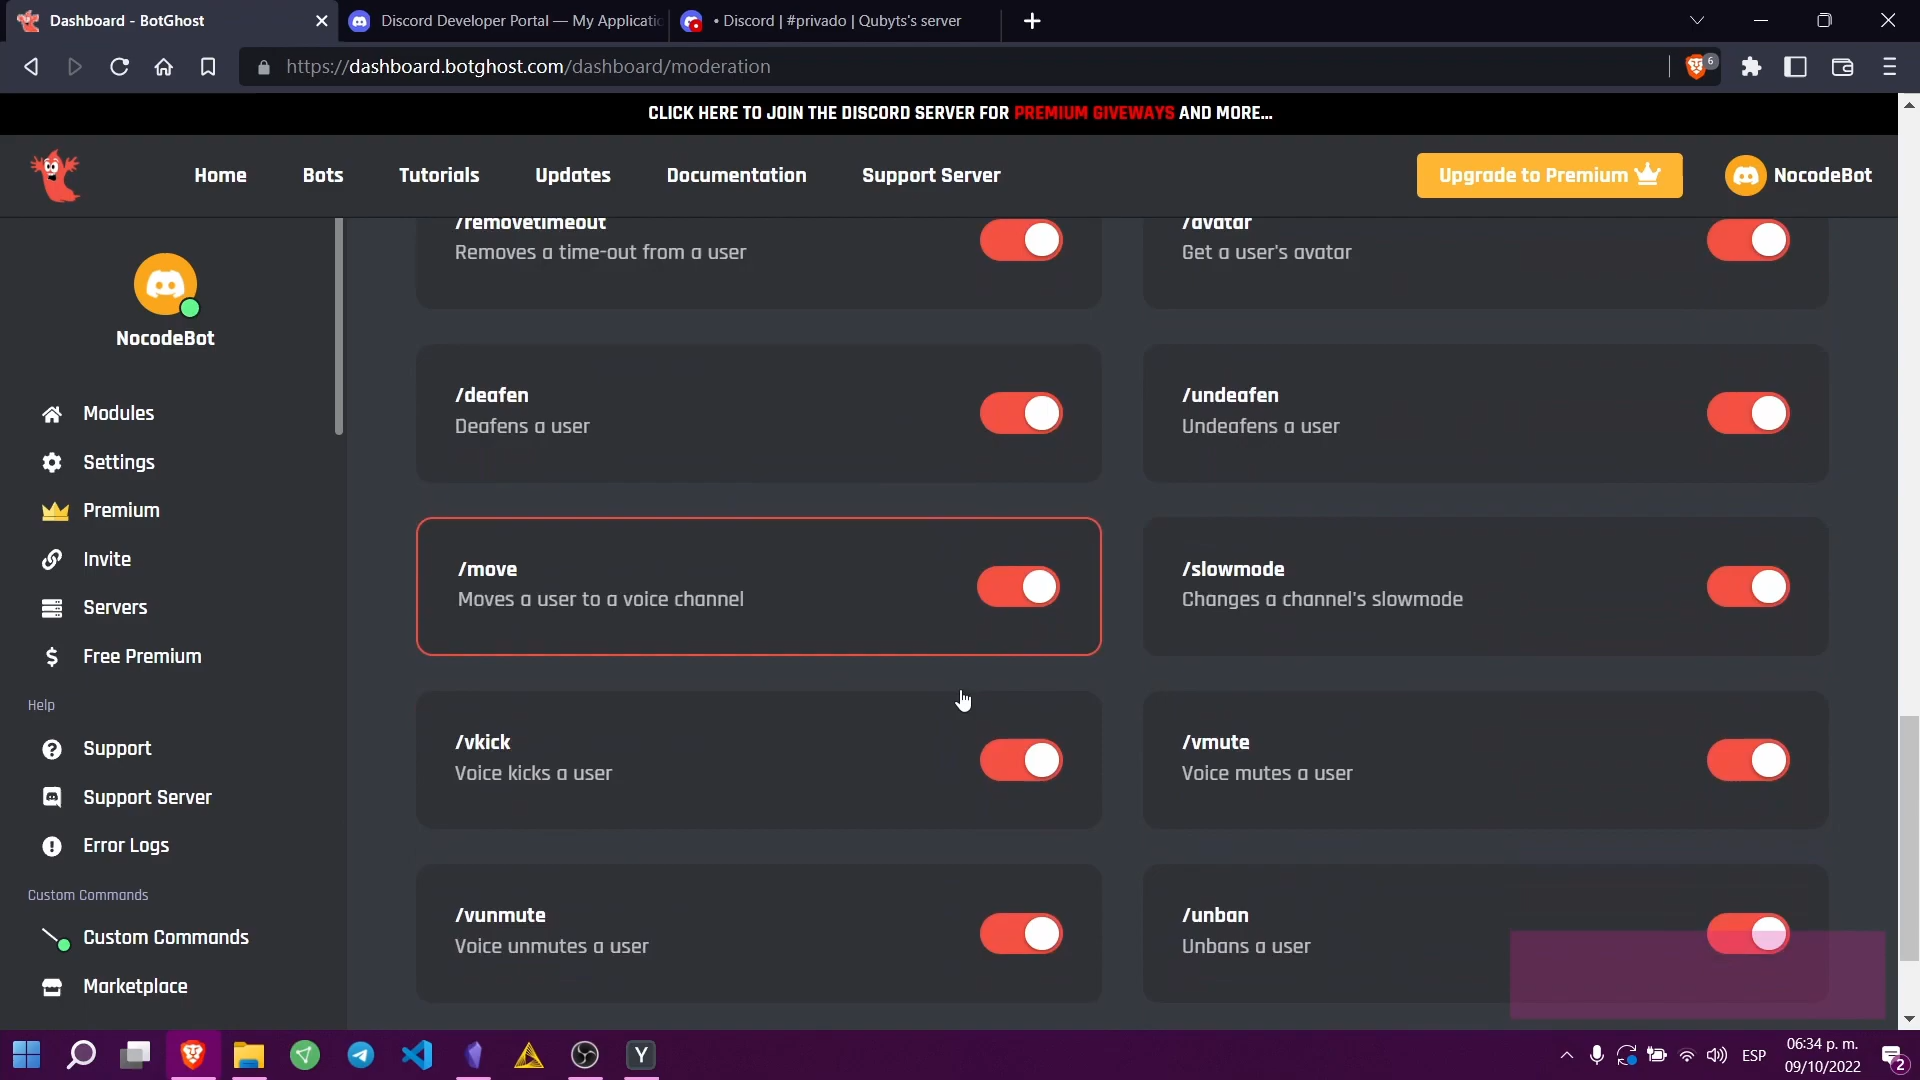 Dashboard - BotGhost
Discord Developer Portal — My Applicatio
• Discord | #privado | Qubyts's server
https://dashboard.botghost.com/dashboard/moderation
6
CLICK HERE TO JOIN THE DISCORD SERVER FOR PREMIUM GIVEWAYS AND MORE...
Home
Bots
Tutorials
Updates
Documentation
Support Server
Upgrade to Premium
NocodeBot
NocodeBot
Modules
Settings
Premium
Invite
Servers
Free Premium
Help
Support
Support Server
Error Logs
Custom Commands
Custom Commands
Marketplace
/removetimeout
Removes a time-out from a user
/avatar
Get a user's avatar
/deafen
Deafens a user
/undeafen
Undeafens a user
/move
Moves a user to a voice channel
/slowmode
Changes a channel's slowmode
/vkick
Voice kicks a user
/vmute
Voice mutes a user
/vunmute
Voice unmutes a user
/unban
Unbans a user
Y
ESP
06:34 p. m.
09/10/2022
2